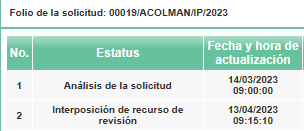 Folio de la solicitud: 00019/ACOLMAN/IP/2023
No. Estatus Fecha y hora de actualización
1 Análisis de la solicitud 14/03/2023 09:00:00
2 Interposición de recurso de revisión 13/04/2023 09:15:10